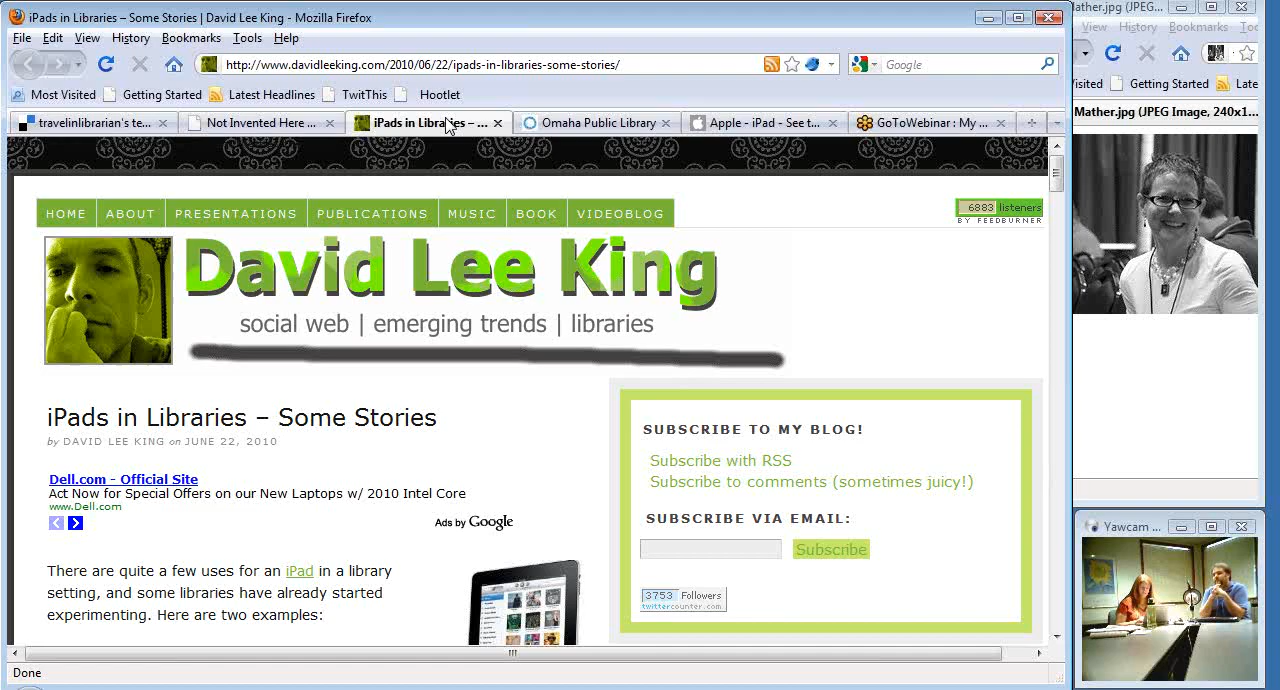 iPads in Libraries – Some Stories | David Lee King - Mozilla Firefox
File Edit View History Bookmarks Tools Help
http://www.davidleeking.com/2010/06/22/ipads-in-libraries-some-stories/
Google
Most Visited Getting Started Latest Headlines TwitThis Hootlet
travelinlibrarian's te... Not Invented Here ... iPads in Libraries – ... Omaha Public Library Apple - iPad - See t... GoToWebinar : My ...
HOME ABOUT PRESENTATIONS PUBLICATIONS MUSIC BOOK VIDEOBLOG
6883 listeners
BY FEEDBURNER
David Lee King
social web | emerging trends | libraries
iPads in Libraries – Some Stories
by DAVID LEE KING on JUNE 22, 2010
Dell.com - Official Site
Act Now for Special Offers on our New Laptops w/ 2010 Intel Core
www.Dell.com
Ads by Google
There are quite a few uses for an iPad in a library
setting, and some libraries have already started
experimenting. Here are two examples:
SUBSCRIBE TO MY BLOG!
Subscribe with RSS
Subscribe to comments (sometimes juicy!)
SUBSCRIBE VIA EMAIL:
Subscribe
3753 Followers
twittercounter.com
Done
Mather.jpg (JPEG...
View History Bookmarks Too
isited Getting Started Late
Mather.jpg (JPEG Image, 240x1...
Yawcam ...